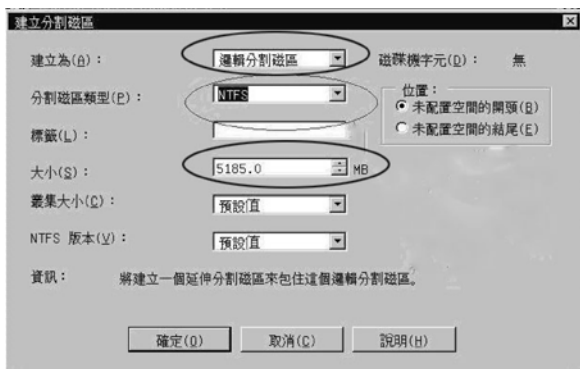 建立分割磁區
建立為(A)： 邏輯分割磁區 磁碟機字元(D)： 無
分割磁區類型(P)： NTFS 位置：
未配置空間的開頭(B)
標籤(L)： 未配置空間的結尾(E)
大小(S)： 5185.0 MB
叢集大小(C)： 預設值
NTFS 版本(V)： 預設值
資訊： 將建立一個延伸分割磁區來包住這個邏輯分割磁區。
確定(O) 取消(C) 說明(H)